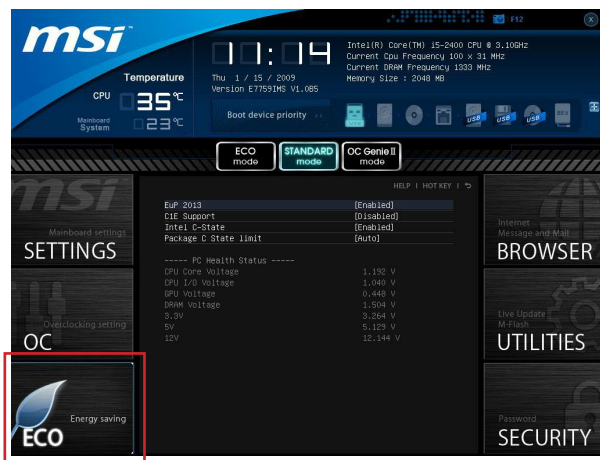 msi
F12
Temperature
CPU 35℃
Mainboard System 23℃
11:14
Thu 1 / 15 / 2009
Version E7759IMS V1.0B5
Intel(R) Core(TM) i5-2400 CPU @ 3.10GHz
Current Cpu Frequency 100 x 31 MHz
Current DRAM Frequency 1333 MHz
Memory Size : 2048 MB
Boot device priority
USB USB USB
ECO mode
STANDARD mode
OC Genie II mode
HELP | HOT KEY |
msi
Mainboard settings
SETTINGS
Overclocking setting
OC
Energy saving
ECO
EuP 2013 [Enabled]
C1E Support [Disabled]
Intel C-State [Enabled]
Package C State limit [Auto]
----- PC Health Status -----
CPU Core Voltage 1.192 V
CPU I/O Voltage 1.040 V
GPU Voltage 0.448 V
DRAM Voltage 1.504 V
3.3V 3.264 V
5V 5.129 V
12V 12.144 V
Internet
Message and Mail
BROWSER
Live Update
M-Flash
UTILITIES
Password
SECURITY